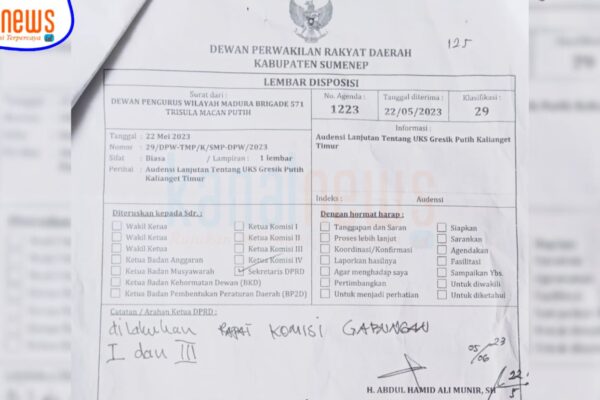 news
si Terpercaya
DEWAN PERWAKILAN RAKYAT DAERAH
KABUPATEN SUMENEP
125
LEMBAR DISPOSISI
Surat dari :
DEWAN PENGURUS WILAYAH MADURA BRIGADE 571
TRISULA MACAN PUTIH
No. Agenda :
1223
Tanggal diterima :
22/05/2023
Klasifikasi :
29
Tanggal : 22 Mei 2023
Nomor : 29/DPW-TMP/R/SMP-DPW/2023
Sifat : Biasa / Lampiran : 1 lembar
Perihal : Audensi Lanjutan Tentang UKS Gresik Putih
Kalianget Timur
Informasi :
Audensi Lanjutan Tentang UKS Gresik Putih Kalianget
Timur
Indeks : Audensi
kanalnews
Diteruskan kepada Sdr.:
Wakil Ketua
Wakil Ketua
Wakil Ketua
Ketua Badan Anggaran
Ketua Badan Musyawarah
Ketua Badan Kehormatan Dewan (BKD)
Ketua Badan Pembentukan Peraturan Daerah (BP2D)
Ketua Komisi I
Ketua Komisi II
Ketua Komisi III
Ketua Komisi IV
Sekretaris DPRD
Dengan hormat harap :
Tanggapan dan Saran
Proses lebih lanjut
Koordinasi/Konfirmasi
Laporkan hasilnya
Agar menghadap saya
Pertimbangkan
Untuk menjadi perhatian
Siapkan
Sarankan
Agendakan
Fasilitasi
Sampaikan Ybs.
Untuk diwakili
Untuk diketahui
Catatan / Arahan Ketua DPRD :
dilakukan RAPAT KOMISI GABUNGAN
I dan III
05/06 23
22/5
H. ABDUL HAMID ALI MUNIR, SH